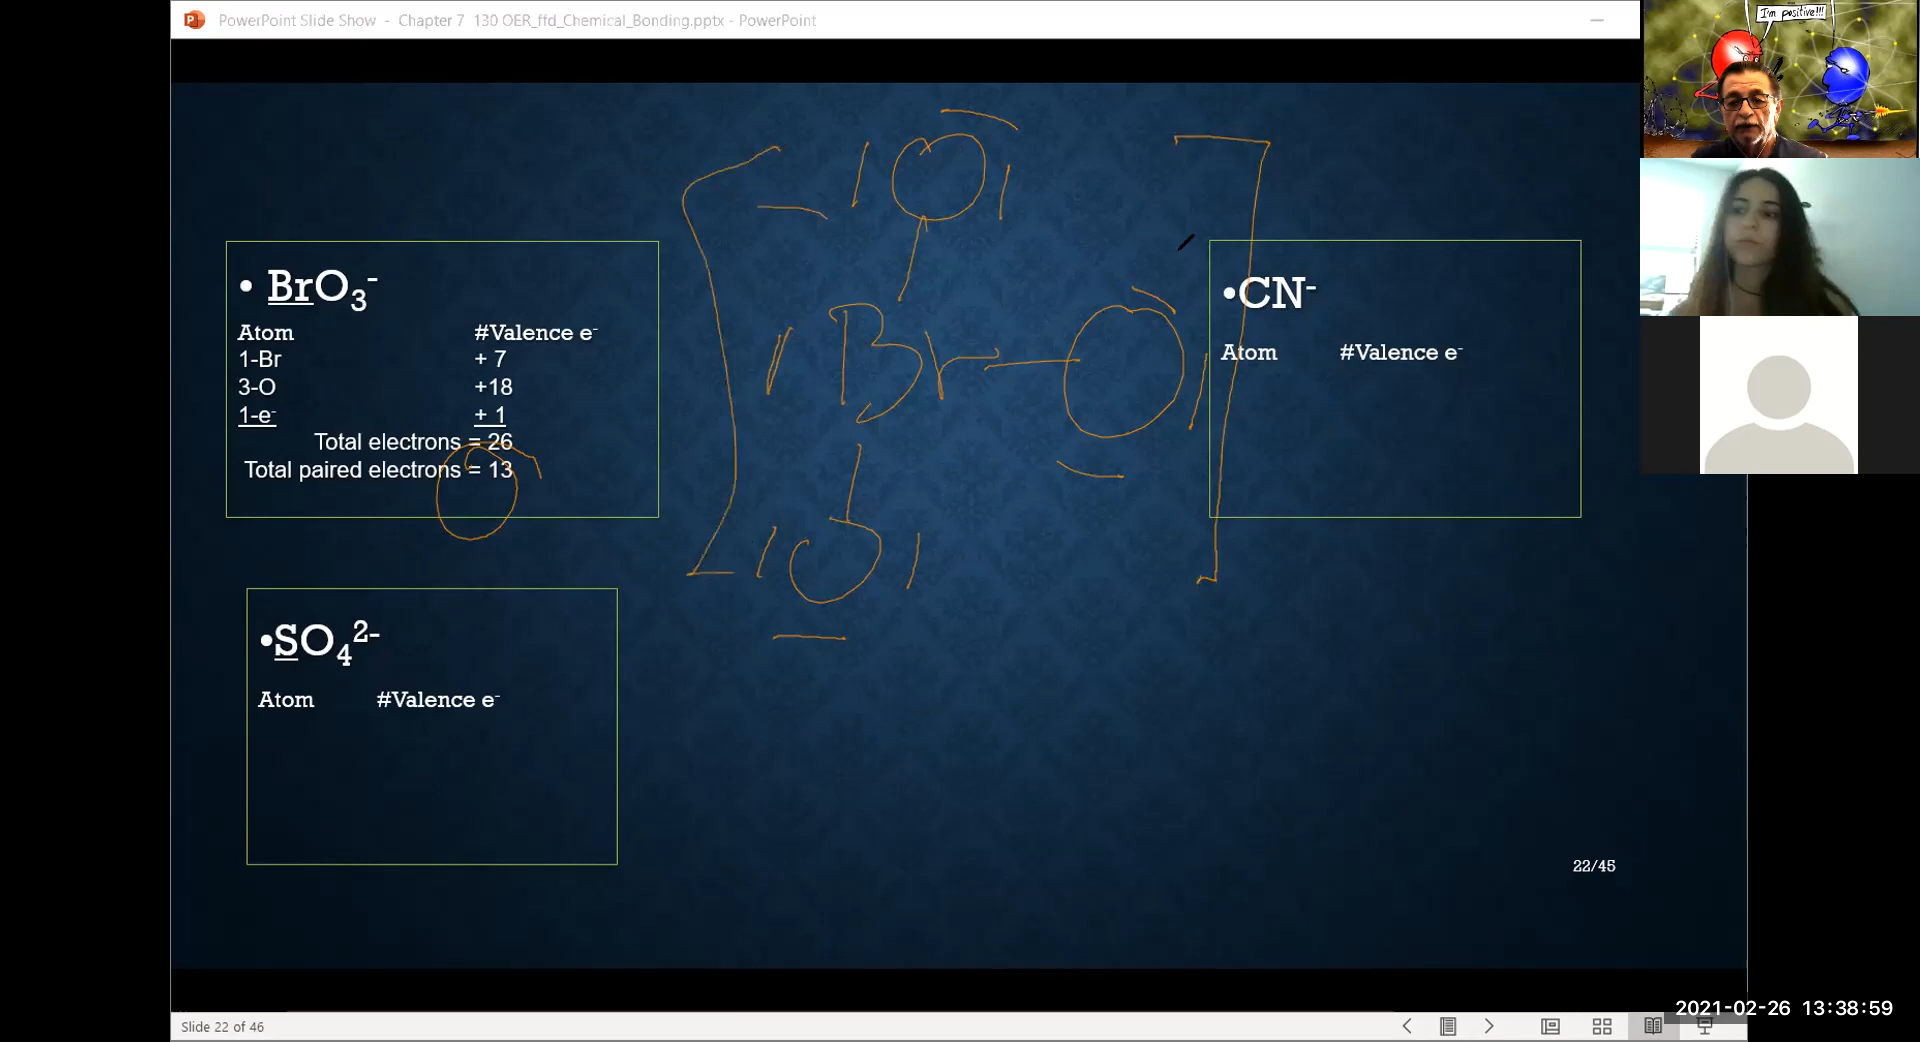 PowerPoint Slide Show - Chapter 7 130 OER_ffd_Chemical_Bonding.pptx - PowerPoint
I'm positive!!!
• BrO₃⁻
Atom #Valence e⁻
1-Br + 7
3-O +18
1-e⁻ + 1
Total electrons = 26
Total paired electrons = 13
O
Br-O
O
•CN⁻
Atom #Valence e⁻
•SO₄²⁻
Atom #Valence e⁻
22/45
Slide 22 of 46
2021-02-26 13:38:59